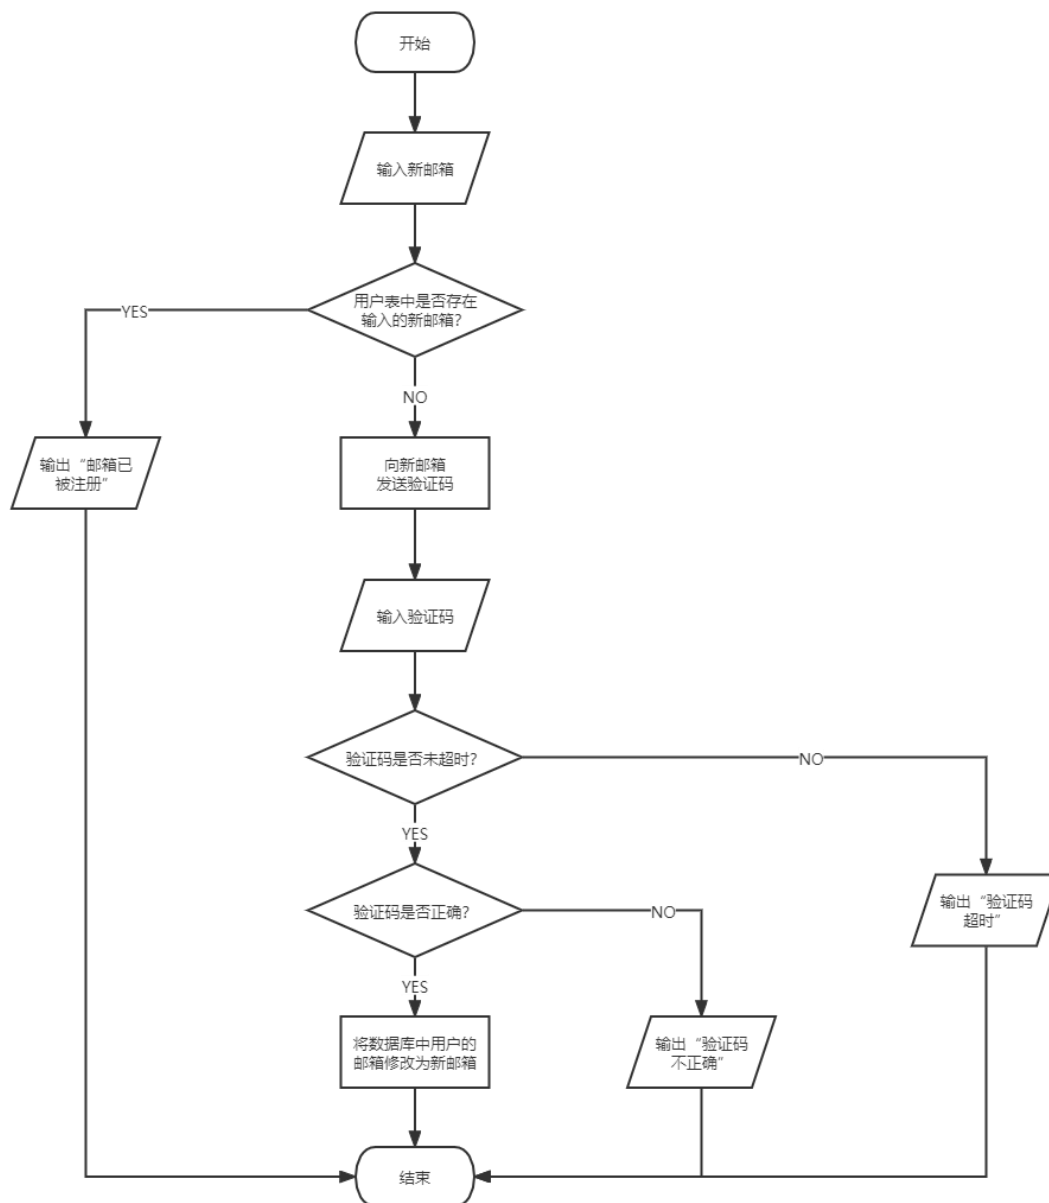 开始
输入新邮箱
用户表中是否存在
输入的新邮箱?
YES
NO
输出“邮箱已
被注册”
向新邮箱
发送验证码
输入验证码
验证码是否未超时?
NO
YES
验证码是否正确?
NO
输出“验证码
超时”
YES
将数据库中用户的
邮箱修改为新邮箱
输出“验证码
不正确”
结束